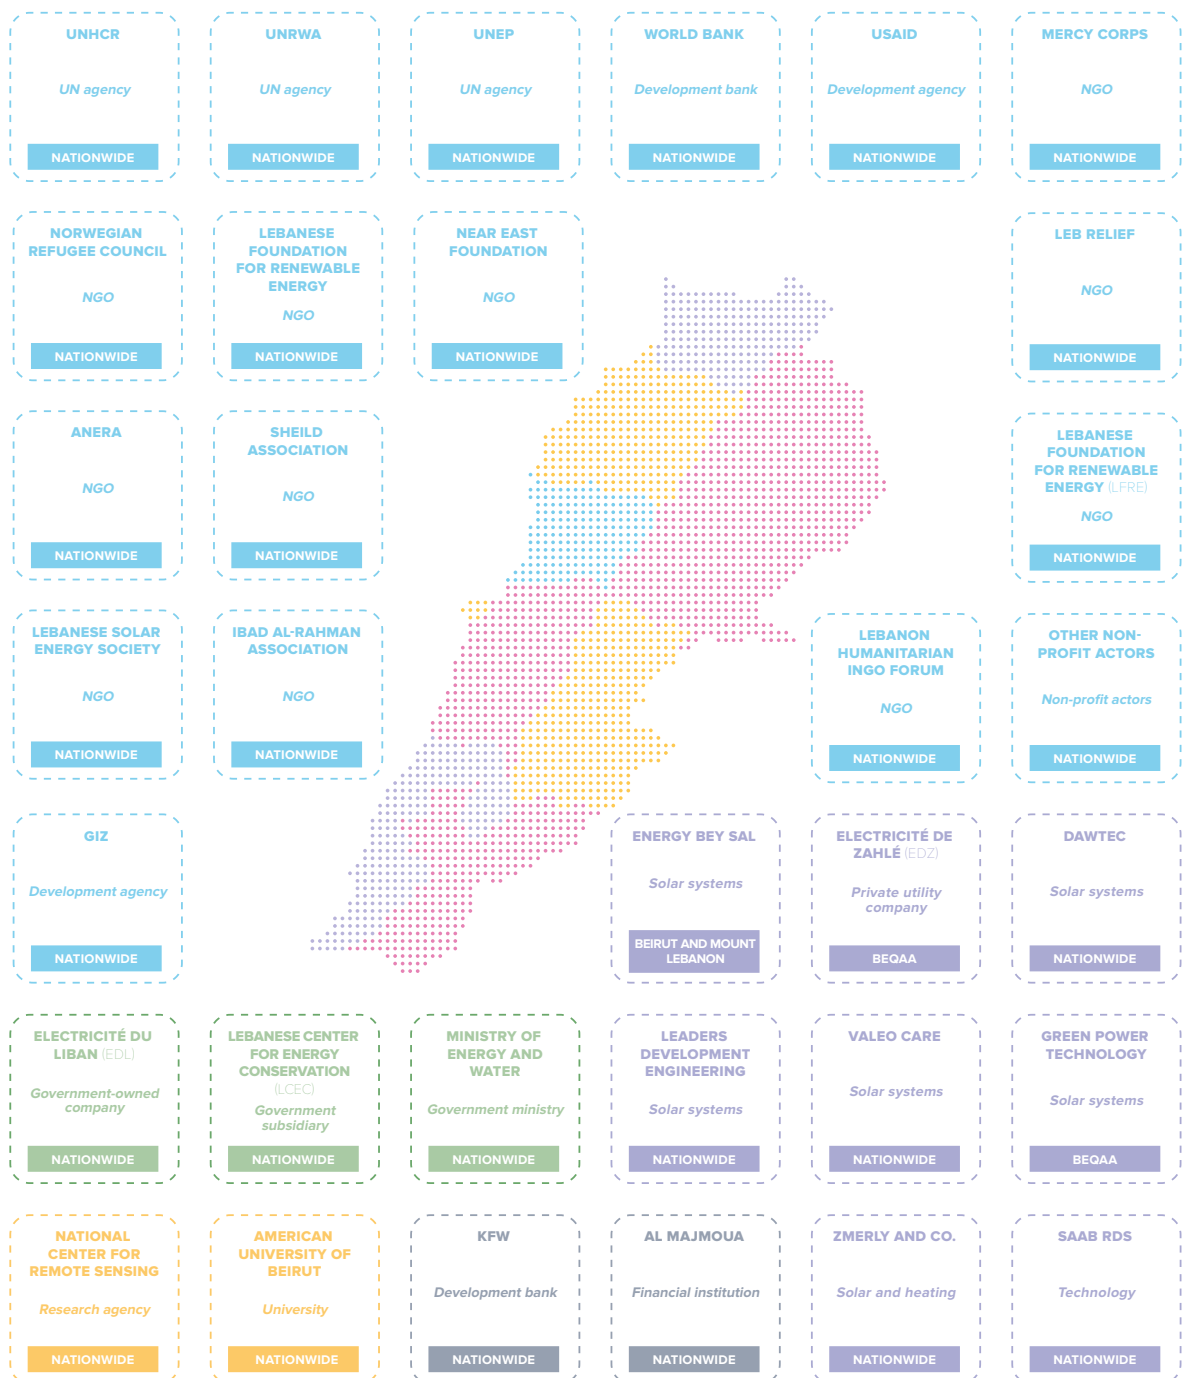 UNHCR
UN agency
NATIONWIDE
UNRWA
UN agency
NATIONWIDE
UNEP
UN agency
NATIONWIDE
WORLD BANK
Development bank
NATIONWIDE
USAID
Development agency
NATIONWIDE
MERCY CORPS
NGO
NATIONWIDE
NORWEGIAN
REFUGEE COUNCIL
NGO
NATIONWIDE
LEBANESE
FOUNDATION
FOR RENEWABLE
ENERGY
NGO
NATIONWIDE
NEAR EAST
FOUNDATION
NGO
NATIONWIDE
LEB RELIEF
NGO
NATIONWIDE
ANERA
NGO
NATIONWIDE
SHEILD
ASSOCIATION
NGO
NATIONWIDE
LEBANESE
FOUNDATION
FOR RENEWABLE
ENERGY (LFRE)
NGO
NATIONWIDE
LEBANESE SOLAR
ENERGY SOCIETY
NGO
NATIONWIDE
IBAD AL-RAHMAN
ASSOCIATION
NGO
NATIONWIDE
LEBANON
HUMANITARIAN
INGO FORUM
NGO
NATIONWIDE
OTHER NON-
PROFIT ACTORS
Non-profit actors
NATIONWIDE
GIZ
Development agency
NATIONWIDE
ENERGY BEY SAL
Solar systems
BEIRUT AND MOUNT
LEBANON
ELECTRICITÉ DE
ZAHLÉ (EDZ)
Private utility
company
BEQAA
DAWTEC
Solar systems
NATIONWIDE
ELECTRICITÉ DU
LIBAN (EDL)
Government-owned
company
NATIONWIDE
LEBANESE CENTER
FOR ENERGY
CONSERVATION
(LCEC)
Government
subsidiary
NATIONWIDE
MINISTRY OF
ENERGY AND
WATER
Government ministry
NATIONWIDE
LEADERS
DEVELOPMENT
ENGINEERING
Solar systems
NATIONWIDE
VALEO CARE
Solar systems
NATIONWIDE
GREEN POWER
TECHNOLOGY
Solar systems
BEQAA
NATIONAL
CENTER FOR
REMOTE SENSING
Research agency
NATIONWIDE
AMERICAN
UNIVERSITY OF
BEIRUT
University
NATIONWIDE
KFW
Development bank
NATIONWIDE
AL MAJMOUA
Financial institution
NATIONWIDE
ZMERLY AND CO.
Solar and heating
NATIONWIDE
SAAB RDS
Technology
NATIONWIDE